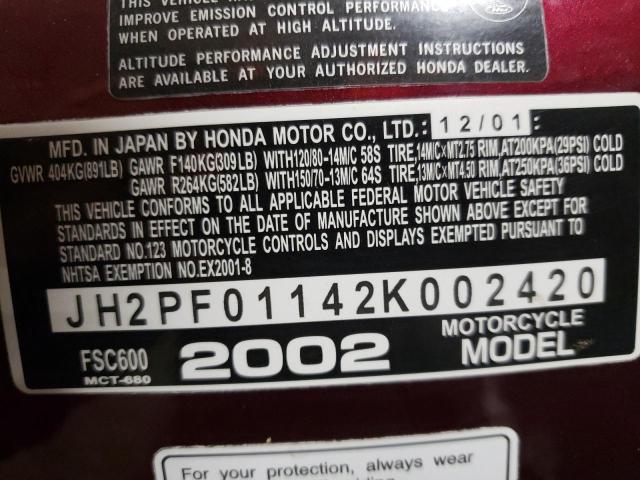 THIS VEHICLE MAY
IMPROVE EMISSION CONTROL PERFORMANCE
WHEN OPERATED AT HIGH ALTITUDE.
ALTITUDE PERFORMANCE ADJUSTMENT INSTRUCTIONS
ARE AVAILABLE AT YOUR AUTHORIZED HONDA DEALER.
MFD. IN JAPAN BY HONDA MOTOR CO., LTD.: 12/01:
GVWR 404KG(891LB) GAWR F140KG(309LB) WITH120/80-14M/C 58S TIRE,14M/C×MT2.75 RIM,AT200KPA(29PSI) COLD
GAWR R264KG(582LB) WITH150/70-13M/C 64S TIRE,13M/C×MT4.50 RIM,AT250KPA(36PSI) COLD
THIS VEHICLE CONFORMS TO ALL APPLICABLE FEDERAL MOTOR VEHICLE SAFETY
STANDARDS IN EFFECT ON THE DATE OF MANUFACTURE SHOWN ABOVE EXCEPT FOR
STANDARD NO.123 MOTORCYCLE CONTROLS AND DISPLAYS EXEMPTED PURSUANT TO
NHTSA EXEMPTION NO.EX2001-8
JH2PF01142K002420
FSC600 2002 MOTORCYCLE
MCT-680 MODEL
For your protection, always wear